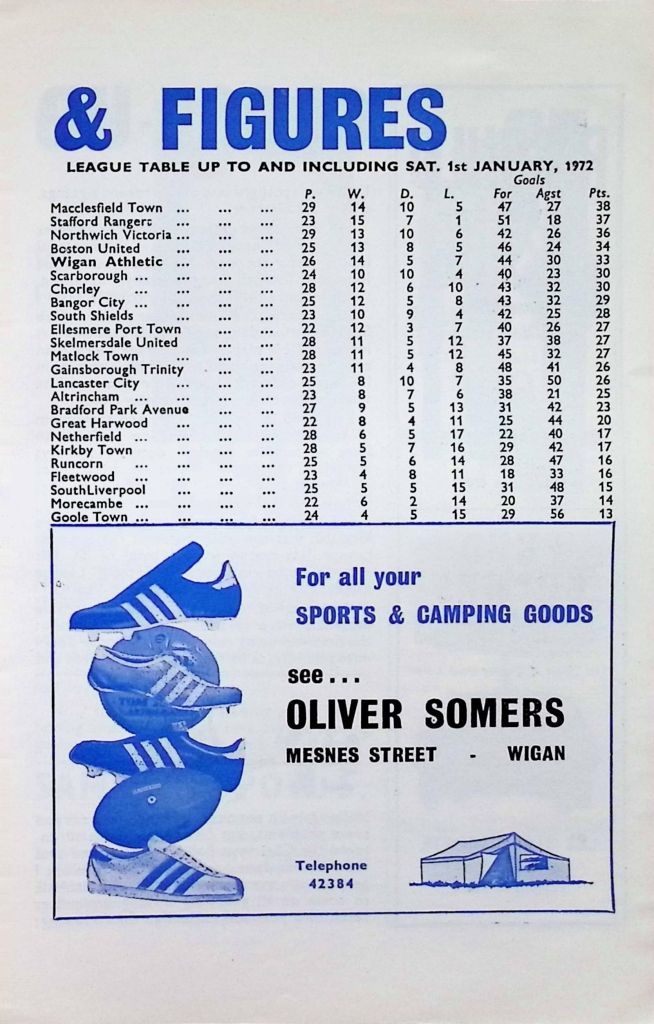 & FIGURES
LEAGUE TABLE UP TO AND INCLUDING SAT. 1st JANUARY, 1972
Goals
P. W. D. L. For Agst Pts.
Macclesfield Town ... ... ... 29 14 10 5 47 27 38
Stafford Rangers ... ... ... 23 15 7 1 51 18 37
Northwich Victoria ... ... ... 29 13 10 6 42 26 36
Boston United ... ... ... 25 13 8 5 46 24 34
Wigan Athletic ... ... ... 26 14 5 7 44 30 33
Scarborough ... ... ... ... 24 10 10 4 40 23 30
Chorley ... ... ... ... 28 12 6 10 43 32 30
Bangor City ... ... ... ... 25 12 5 8 43 32 29
South Shields ... ... ... 23 10 9 4 42 25 28
Ellesmere Port Town ... ... 22 12 3 7 40 26 27
Skelmersdale United ... ... 28 11 5 12 37 38 27
Matlock Town ... ... ... 28 11 5 12 45 32 27
Gainsborough Trinity ... ... 23 11 4 8 48 41 26
Lancaster City ... ... ... 25 8 10 7 35 50 26
Altrincham ... ... ... ... 23 8 7 6 38 21 25
Bradford Park Avenue ... ... 27 9 5 13 31 42 23
Great Harwood ... ... ... 22 8 4 11 25 44 20
Netherfield ... ... ... ... 28 6 5 17 22 40 17
Kirkby Town ... ... ... 28 5 7 16 29 42 17
Runcorn ... ... ... ... 25 5 6 14 28 47 16
Fleetwood ... ... ... ... 23 4 8 11 18 33 16
SouthLiverpool ... ... ... 25 5 5 15 31 48 15
Morecambe ... ... ... ... 22 6 2 14 20 37 14
Goole Town ... ... ... ... 24 4 5 15 29 56 13
For all your
SPORTS & CAMPING GOODS
see . . .
OLIVER SOMERS
MESNES STREET - WIGAN
Telephone
42384